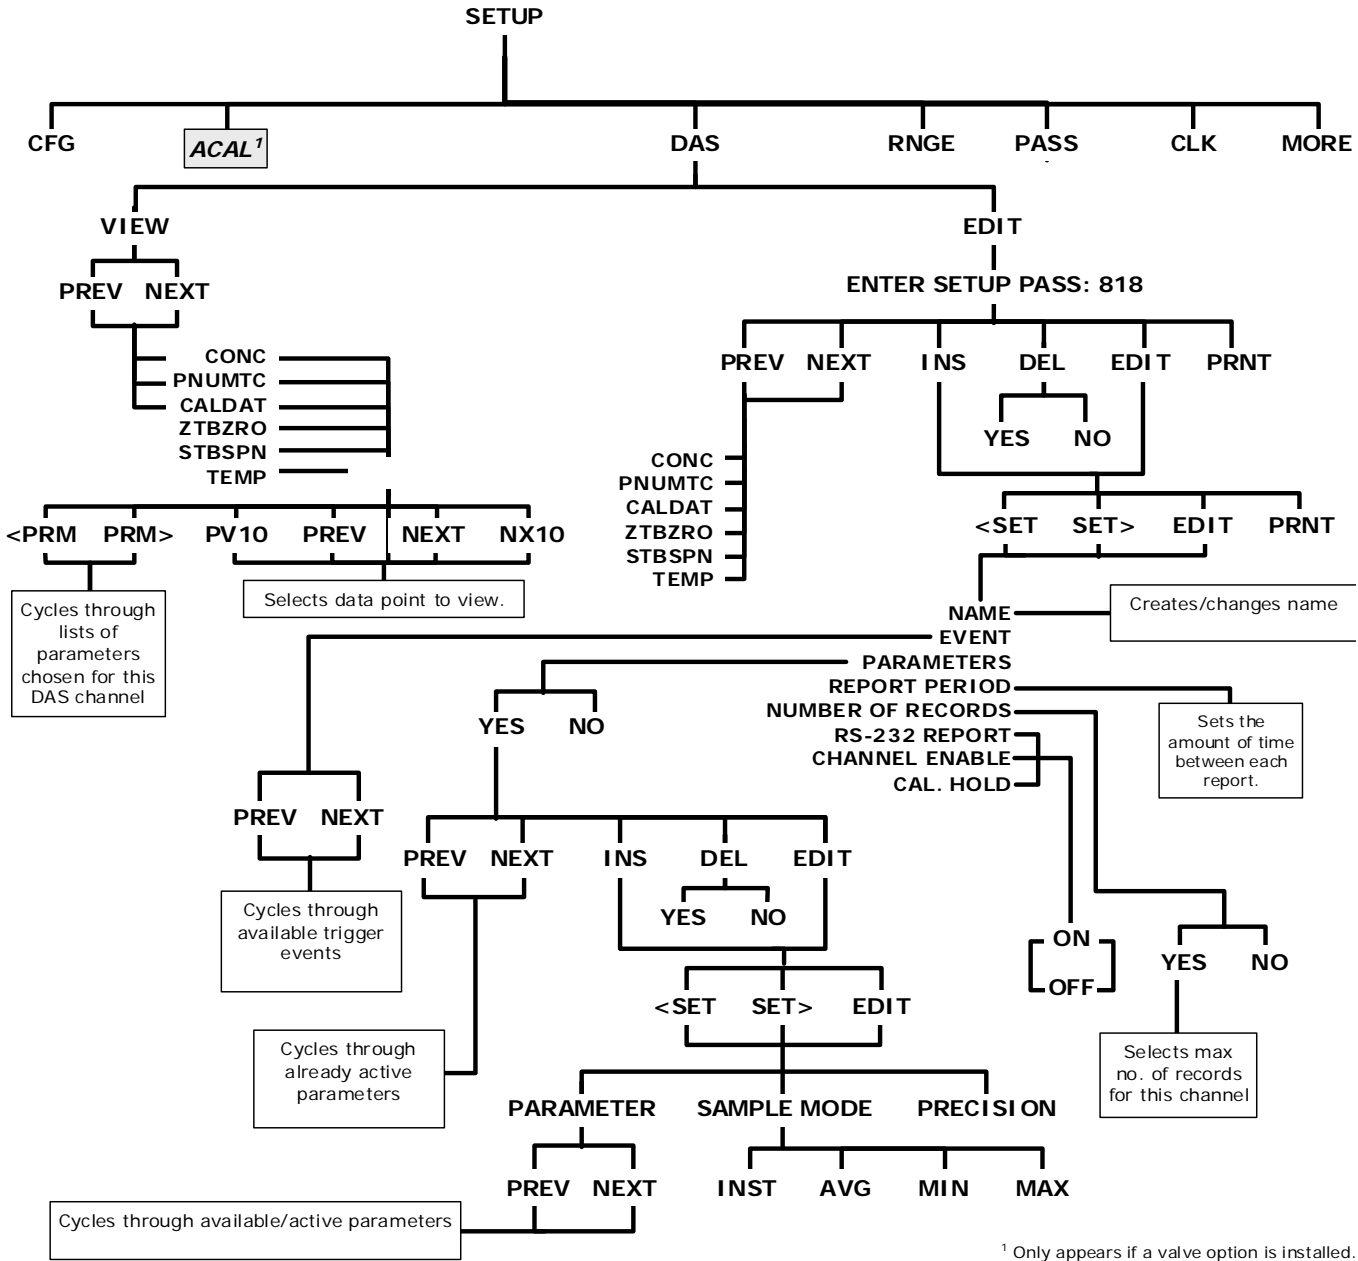 SETUP
CFG
ACAL¹
DAS
RNGE
PASS
CLK
MORE
VIEW
EDIT
PREV NEXT
ENTER SETUP PASS: 818
CONC
PNUMTC
CALDAT
ZTBZRO
STBSPN
TEMP
PREV NEXT INS DEL EDIT PRNT
YES NO
CONC
PNUMTC
CALDAT
ZTBZRO
STBSPN
TEMP
<PRM PRM> PV10 PREV NEXT NX10
<SET SET> EDIT PRNT
Cycles through
lists of
parameters
chosen for this
DAS channel
Selects data point to view.
NAME
Creates/changes name
EVENT
PARAMETERS
REPORT PERIOD
NUMBER OF RECORDS
RS-232 REPORT
CHANNEL ENABLE
CAL. HOLD
Sets the
amount of time
between each
report.
YES NO
PREV NEXT
Cycles through
available trigger
events
PREV NEXT INS DEL EDIT
YES NO
ON
OFF
YES NO
Selects max
no. of records
for this channel
<SET SET> EDIT
Cycles through
already active
parameters
PARAMETER SAMPLE MODE PRECISION
PREV NEXT
INST AVG MIN MAX
Cycles through available/active parameters
¹ Only appears if a valve option is installed.